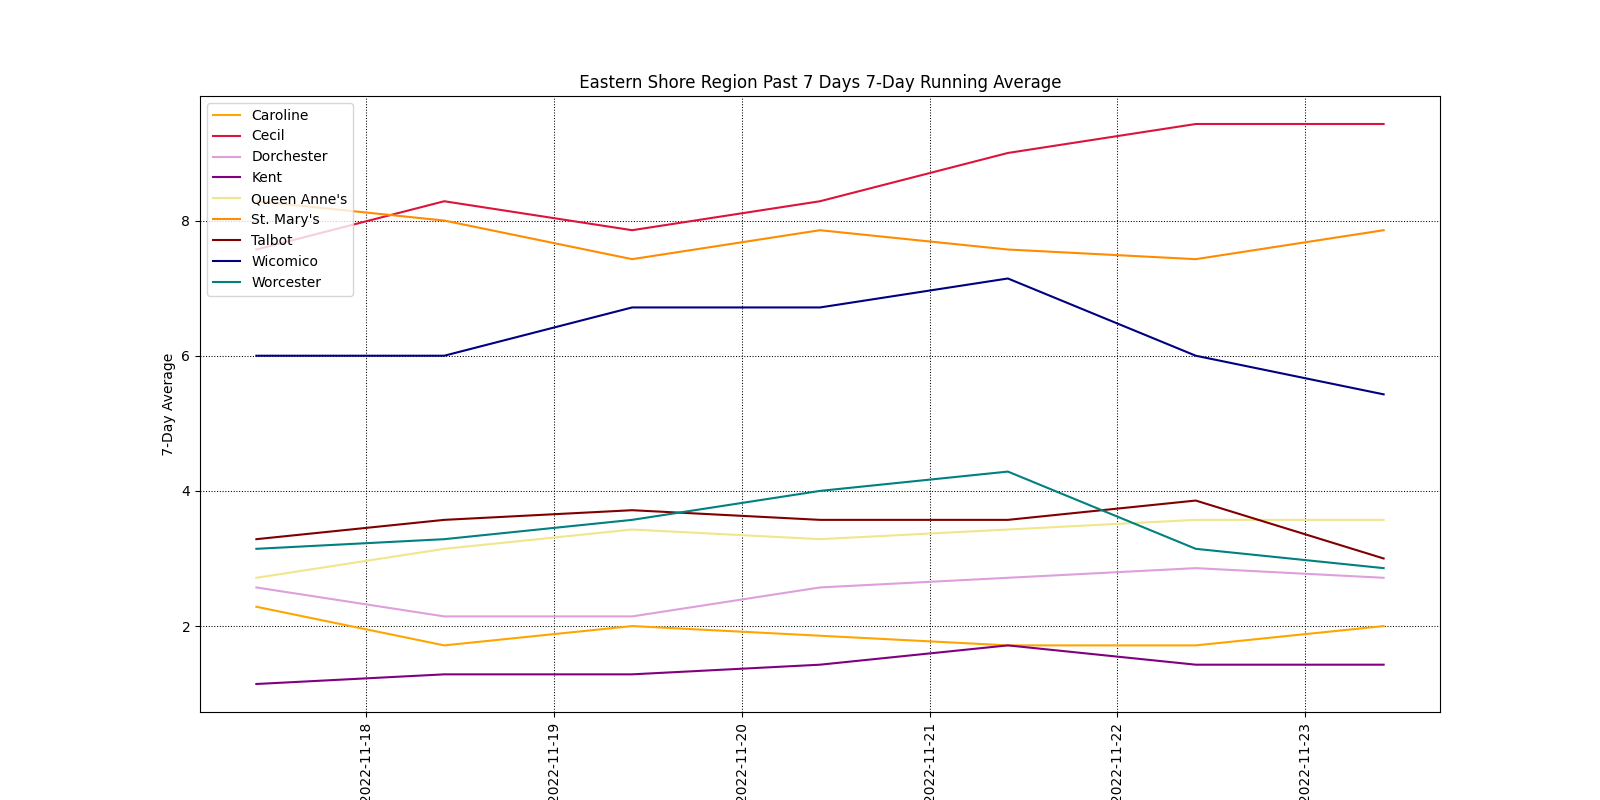 Eastern Shore Region Past 7 Days 7-Day Running Average
Caroline
Cecil
Dorchester
Kent
Queen Anne's
St. Mary's
Talbot
Wicomico
Worcester
7-Day Average
8
6
4
2
2022-11-18
2022-11-19
2022-11-20
2022-11-21
2022-11-22
2022-11-23